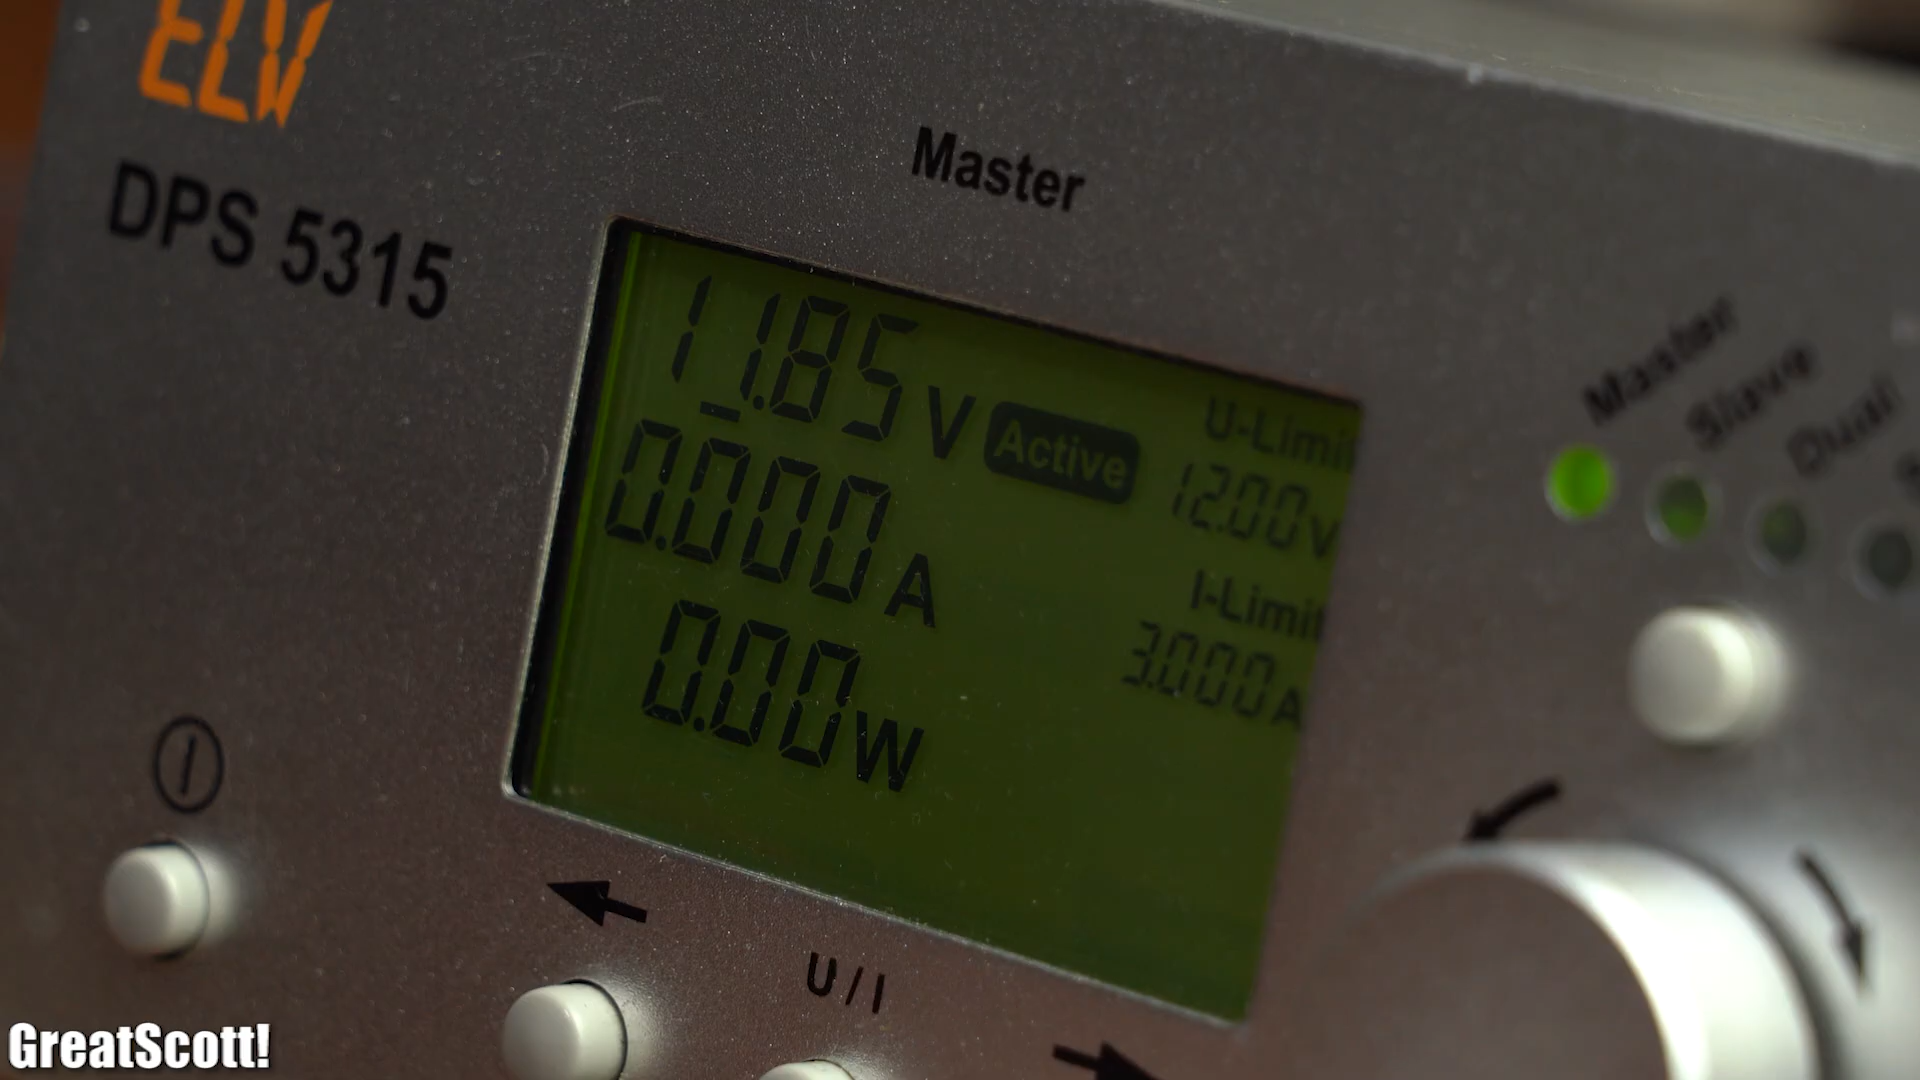 ELV
DPS 5315
Master
11.85 V
Active
0.000 A
0.00 W
U-Limit
12.00 V
I-Limit
3.000 A
Master
Slave
Dual
U / I
GreatScott!